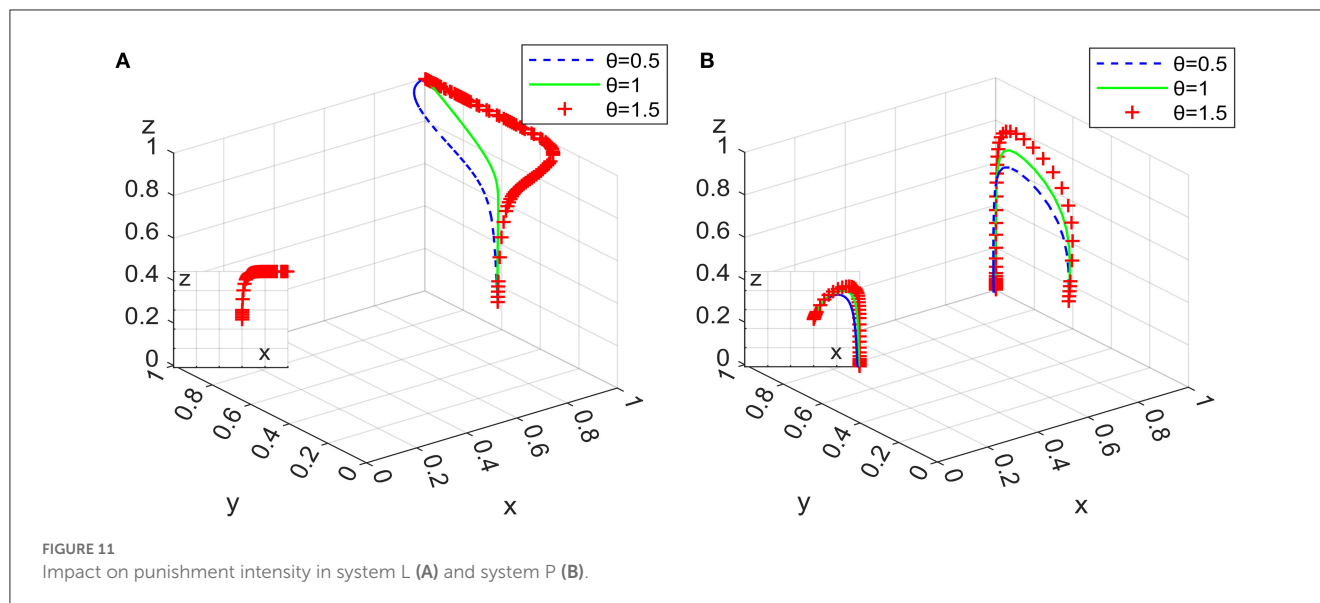 A
θ=0.5
θ=1
θ=1.5
z
1
0.8
0.6
0.4
0.2
0
z
x
1
0.8
0.6
0.4
0.2
0
y
0
0.2
0.4
0.6
0.8
1
x
B
θ=0.5
θ=1
θ=1.5
z
1
0.8
0.6
0.4
0.2
0
z
x
1
0.8
0.6
0.4
0.2
0
y
0
0.2
0.4
0.6
0.8
1
x
FIGURE 11
Impact on punishment intensity in system L (A) and system P (B).